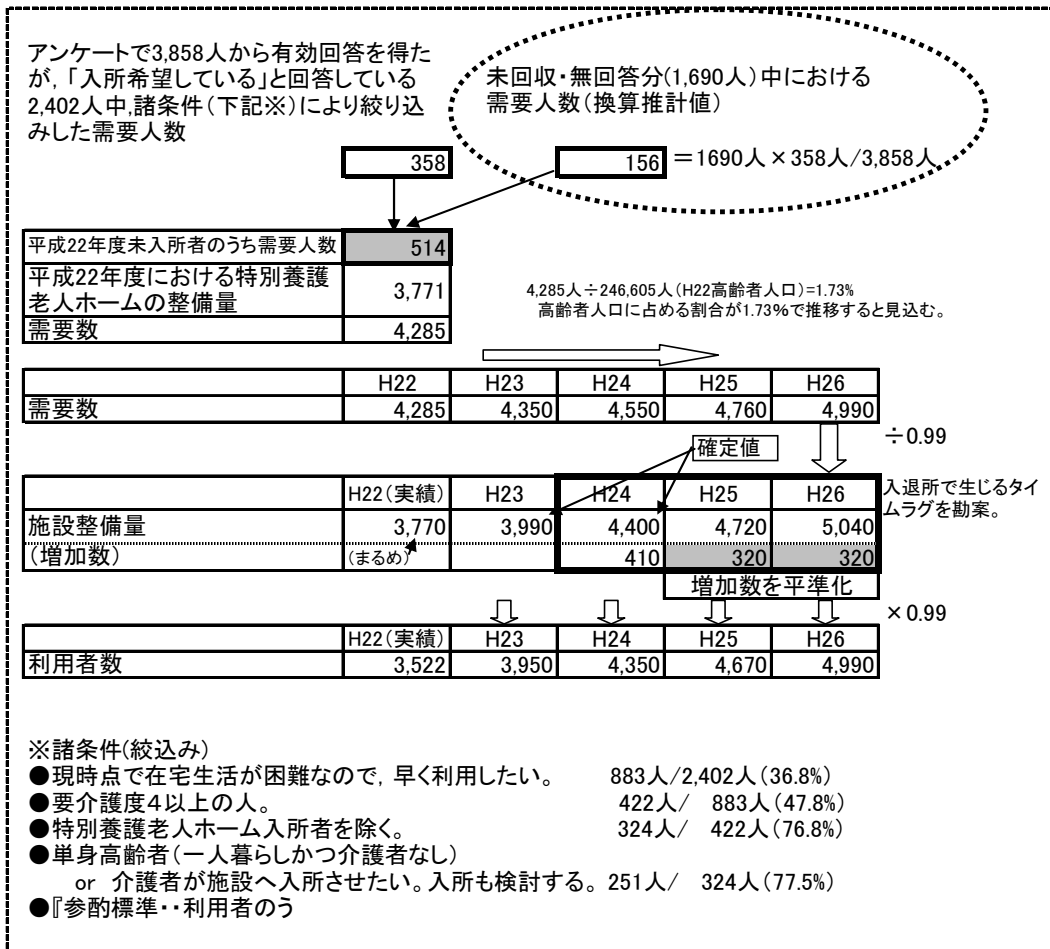 アンケートで3,858人から有効回答を得た
が,「入所希望している」と回答している
2,402人中,諸条件(下記※)により絞り込
みした需要人数
未回収・無回答分(1,690人)中における
需要人数(換算推計値)
358
156 =1690人×358人/3,858人
平成22年度未入所者のうち需要人数 514
平成22年度における特別養護
老人ホームの整備量 3,771
需要数 4,285
4,285人÷246,605人(H22高齢者人口)=1.73%
高齢者人口に占める割合が1.73%で推移すると見込む。
H22 H23 H24 H25 H26
需要数 4,285 4,350 4,550 4,760 4,990
÷0.99
確定値
H22(実績) H23 H24 H25 H26
入退所で生じるタイ
ムラグを勘案。
施設整備量 3,770 3,990 4,400 4,720 5,040
(増加数) (まるめ) 410 320 320
増加数を平準化
×0.99
H22(実績) H23 H24 H25 H26
利用者数 3,522 3,950 4,350 4,670 4,990
※諸条件(絞込み)
●現時点で在宅生活が困難なので,早く利用したい。 883人/2,402人(36.8%)
●要介護度4以上の人。 422人/ 883人(47.8%)
●特別養護老人ホーム入所者を除く。 324人/ 422人(76.8%)
●単身高齢者(一人暮らしかつ介護者なし)
or 介護者が施設へ入所させたい。入所も検討する。 251人/ 324人(77.5%)
●『参酌標準・・利用者のう